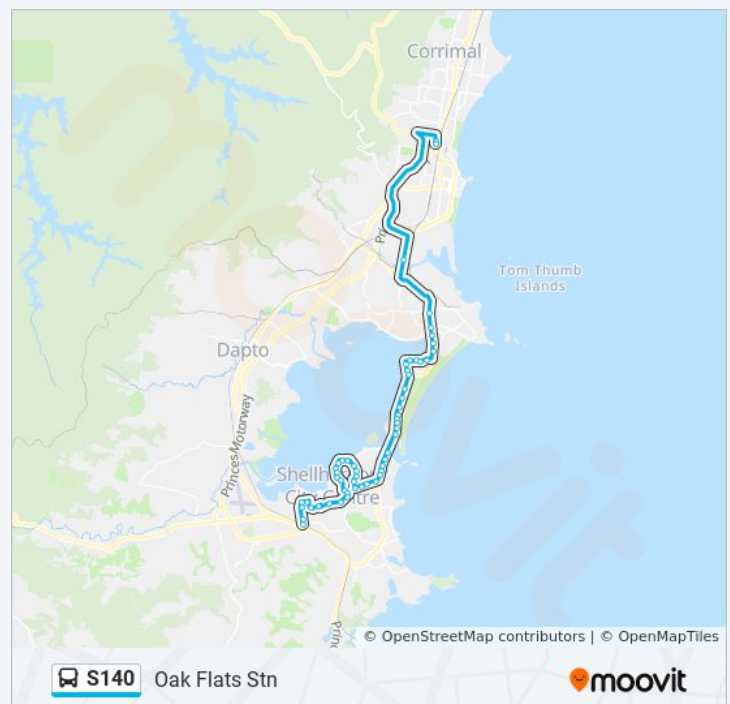 Corrimal
Tom Thumb
Islands
Dapto
Princes Motorway
© OpenStreetMap contributors | © OpenMapTiles
S140 Oak Flats Stn
moovit